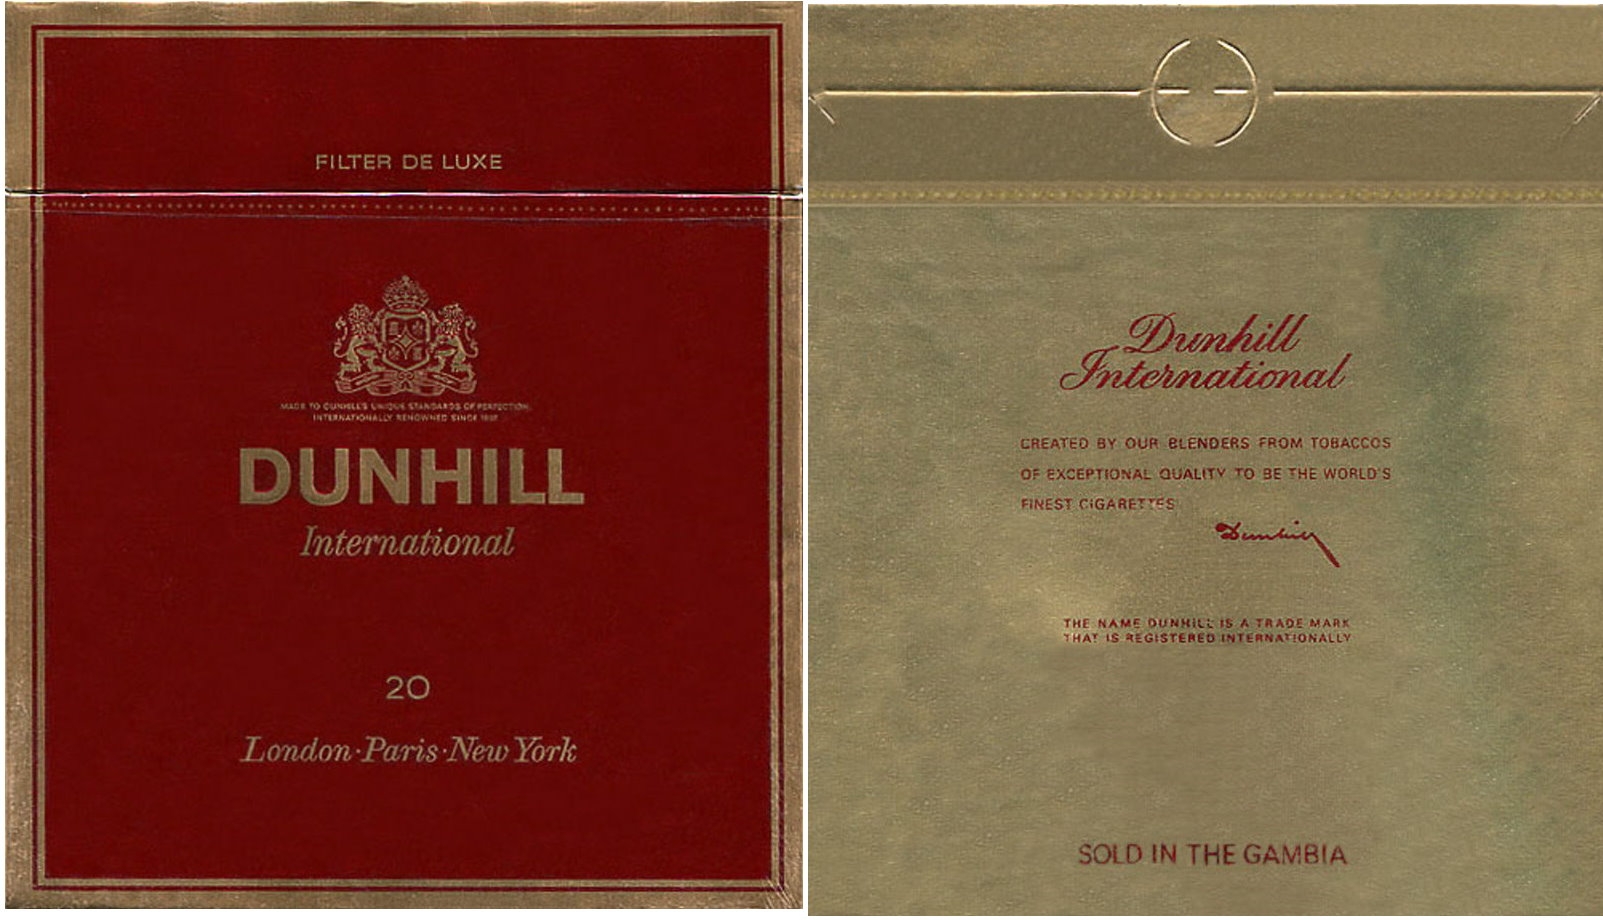 FILTER DE LUXE
MADE TO DUNHILL'S UNIQUE STANDARDS OF PERFECTION,
INTERNATIONALLY RENOWNED SINCE
DUNHILL
International
20
London·Paris·New York
Dunhill
International
CREATED BY OUR BLENDERS FROM TOBACCOS
OF EXCEPTIONAL QUALITY TO BE THE WORLD'S
FINEST CIGARETTES
Dunhill
THE NAME DUNHILL IS A TRADE MARK
THAT IS REGISTERED INTERNATIONALLY
SOLD IN THE GAMBIA